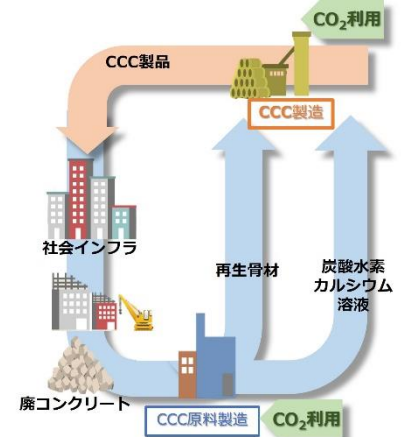 CO₂利用
CCC製品
CCC製造
社会インフラ
再生骨材
炭酸水素
カルシウム
溶液
廃コンクリート
CCC原料製造
CO₂利用